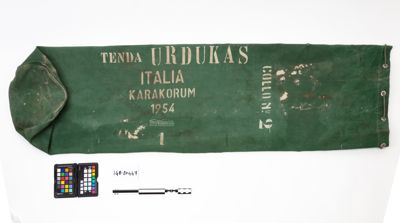 TENDA URDUKAS
ITALIA
KARAKORUM
1954
1
COLLO N. 2